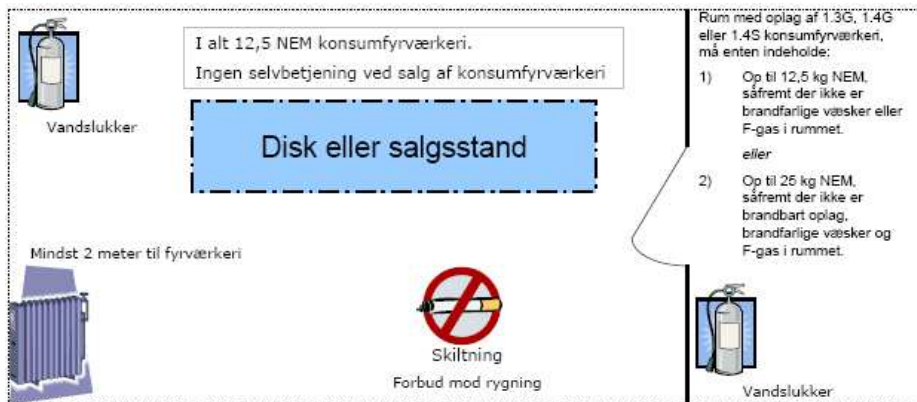 I alt 12,5 NEM konsumfyrværkeri.
Ingen selvbetjening ved salg af konsumfyrværkeri
Vandslukker
Disk eller salgsstand
Mindst 2 meter til fyrværkeri
Skiltning
Forbud mod rygning
Rum med oplag af 1.3G, 1.4G
eller 1.4S konsumfyrværkeri,
må enten indeholde:
1) Op til 12,5 kg NEM,
såfremt der ikke er
brandfarlige væsker eller
F-gas i rummet.
eller
2) Op til 25 kg NEM,
såfremt der ikke er
brandbart oplag,
brandfarlige væsker og
F-gas i rummet.
Vandslukker